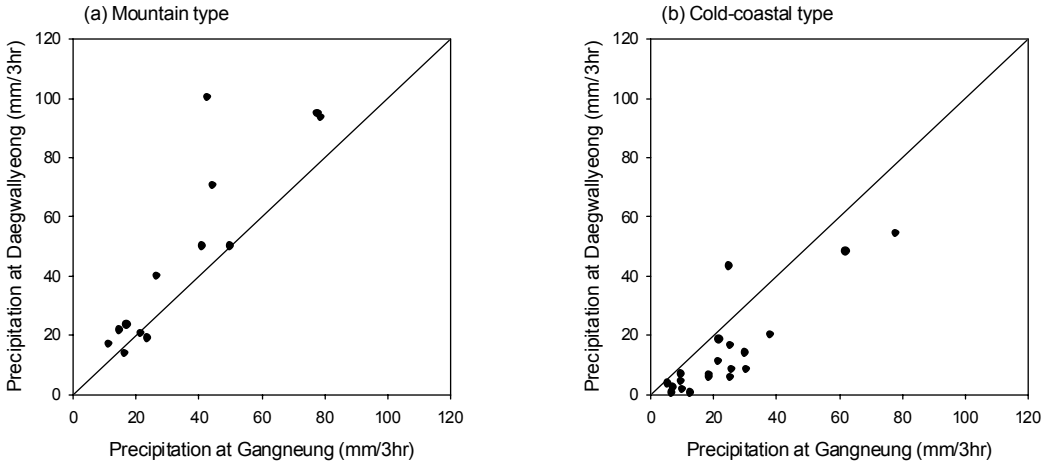 (a) Mountain type
120
100
80
60
40
20
0
0 20 40 60 80 100 120
Precipitation at Daegwallyeong (mm/3hr)
Precipitation at Gangneung (mm/3hr)
(b) Cold-coastal type
120
100
80
60
40
20
0
0 20 40 60 80 100 120
Precipitation at Daegwallyeong (mm/3hr)
Precipitation at Gangneung (mm/3hr)